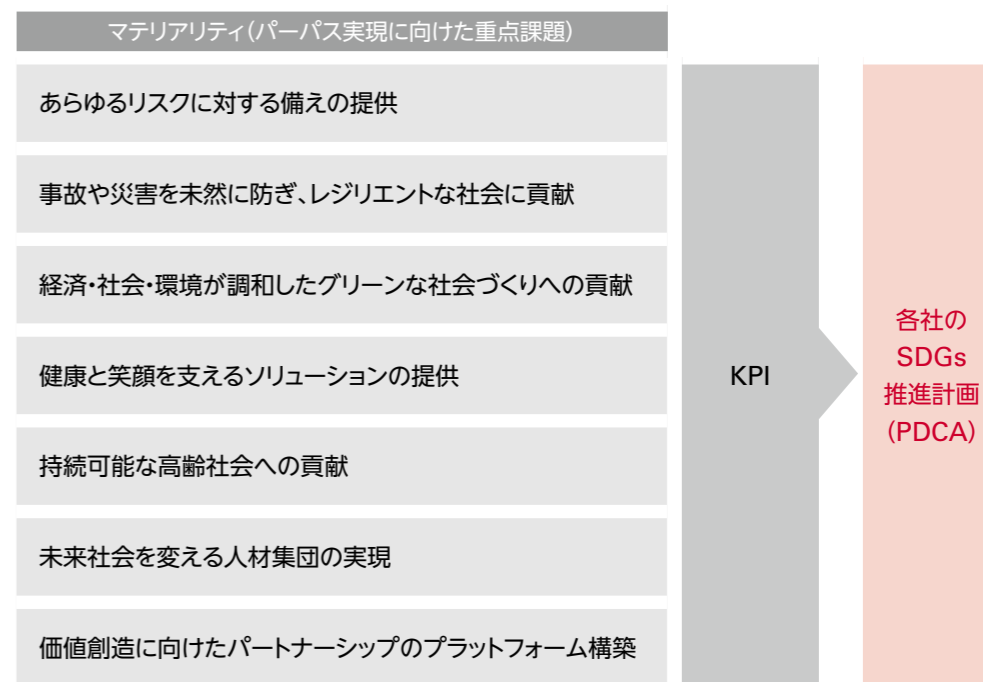 マテリアリティ(パーパス実現に向けた重点課題)
あらゆるリスクに対する備えの提供
事故や災害を未然に防ぎ、レジリエントな社会に貢献
経済・社会・環境が調和したグリーンな社会づくりへの貢献
健康と笑顔を支えるソリューションの提供
持続可能な高齢社会への貢献
未来社会を変える人材集団の実現
価値創造に向けたパートナーシップのプラットフォーム構築
KPI
各社の
SDGs
推進計画
(PDCA)